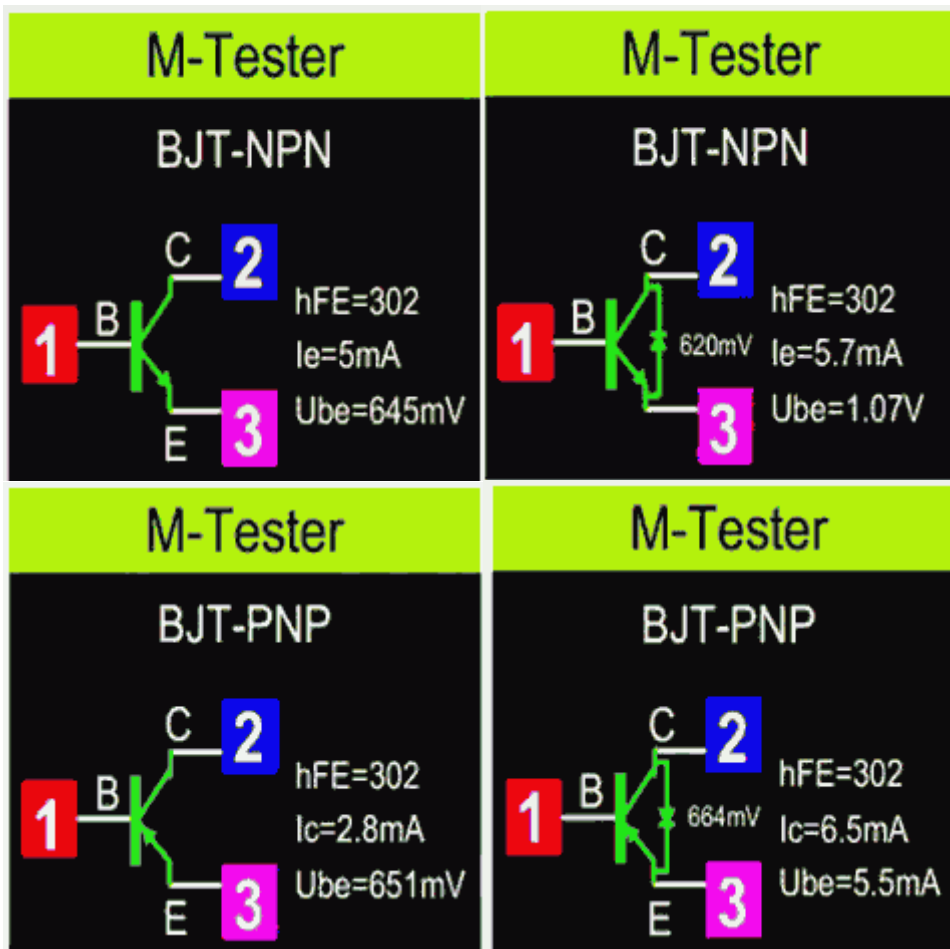 M-Tester
BJT-NPN
C
2
hFE=302
1
B
Ie=5mA
Ube=645mV
3
E
M-Tester
BJT-NPN
C
2
hFE=302
1
B
620mV
Ie=5.7mA
Ube=1.07V
3
M-Tester
BJT-PNP
C
2
hFE=302
1
B
Ic=2.8mA
Ube=651mV
3
E
M-Tester
BJT-PNP
C
2
hFE=302
1
B
664mV
Ic=6.5mA
Ube=5.5mA
3
E